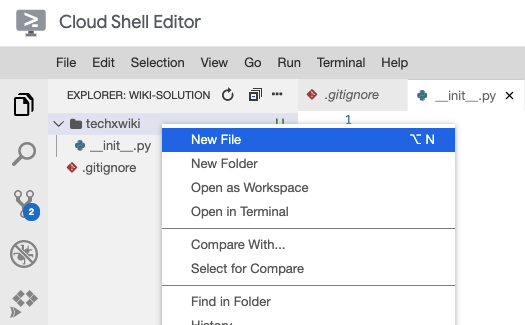 Cloud Shell Editor
File Edit Selection View Go Run Terminal Help
EXPLORER: WIKI-SOLUTION
.gitignore
__init__.py
techxwiki
1
__init__.py
.gitignore
2
New File ⌥ N
New Folder
Open as Workspace
Open in Terminal
Compare With...
Select for Compare
Find in Folder
History